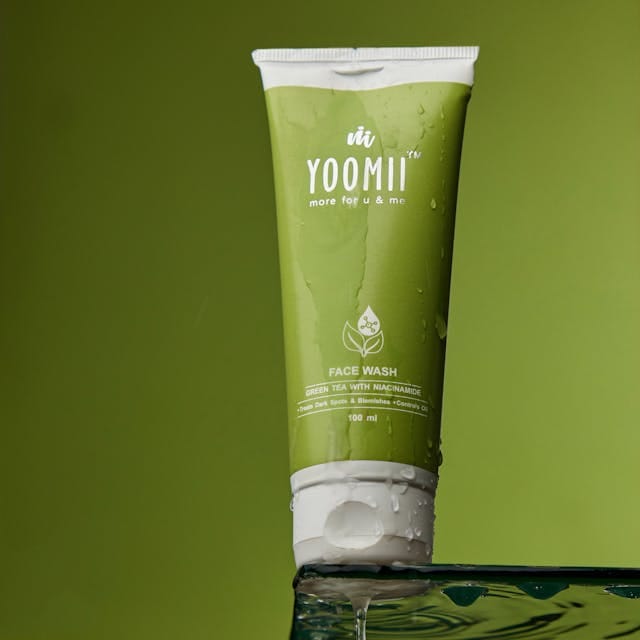 YOOMII™
more for u & me
FACE WASH
GREEN TEA WITH NIACINAMIDE
•Treats Dark Spots & Blemishes •Controls Oil
100 ml